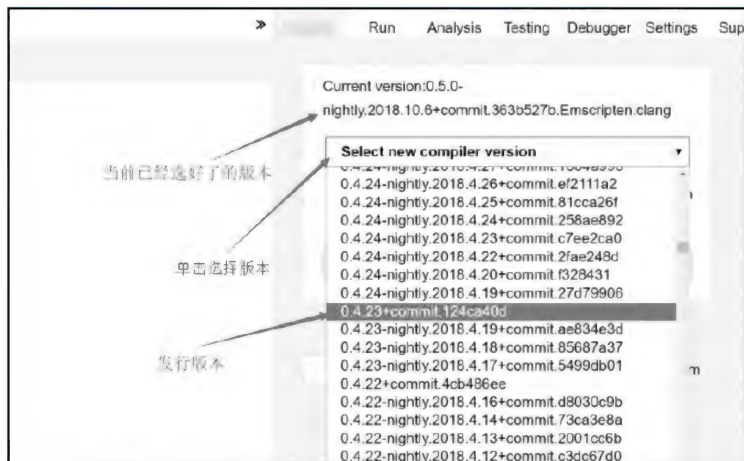 »
Run Analysis Testing Debugger Settings Sup
Current version:0.5.0-
nightly.2018.10.6+commit.363b527b.Emscripten.clang
当前已经选好了的版本
Select new compiler version
0.4.24-nightly.2018.4.26+commit.ef2111a2
0.4.24-nightly.2018.4.25+commit.81cca26f
0.4.24-nightly.2018.4.24+commit.258ae892
0.4.24-nightly.2018.4.23+commit.c7ee2ca0
单击选择版本
0.4.24-nightly.2018.4.22+commit.2fae248d
0.4.24-nightly.2018.4.20+commit.f328431
0.4.24-nightly.2018.4.19+commit.27d79906
0.4.23+commit.124ca40d
0.4.23-nightly.2018.4.19+commit.ae834e3d
0.4.23-nightly.2018.4.18+commit.85687a37
发行版本
0.4.23-nightly.2018.4.17+commit.5499db01
m
0.4.22+commit.4cb486ee
0.4.22-nightly.2018.4.16+commit.d8030c9b
0.4.22-nightly.2018.4.14+commit.73ca3e8a
0.4.22-nightly.2018.4.13+commit.2001cc6b
0.4.22-nightly.2018.4.12+commit.c3dc67d0